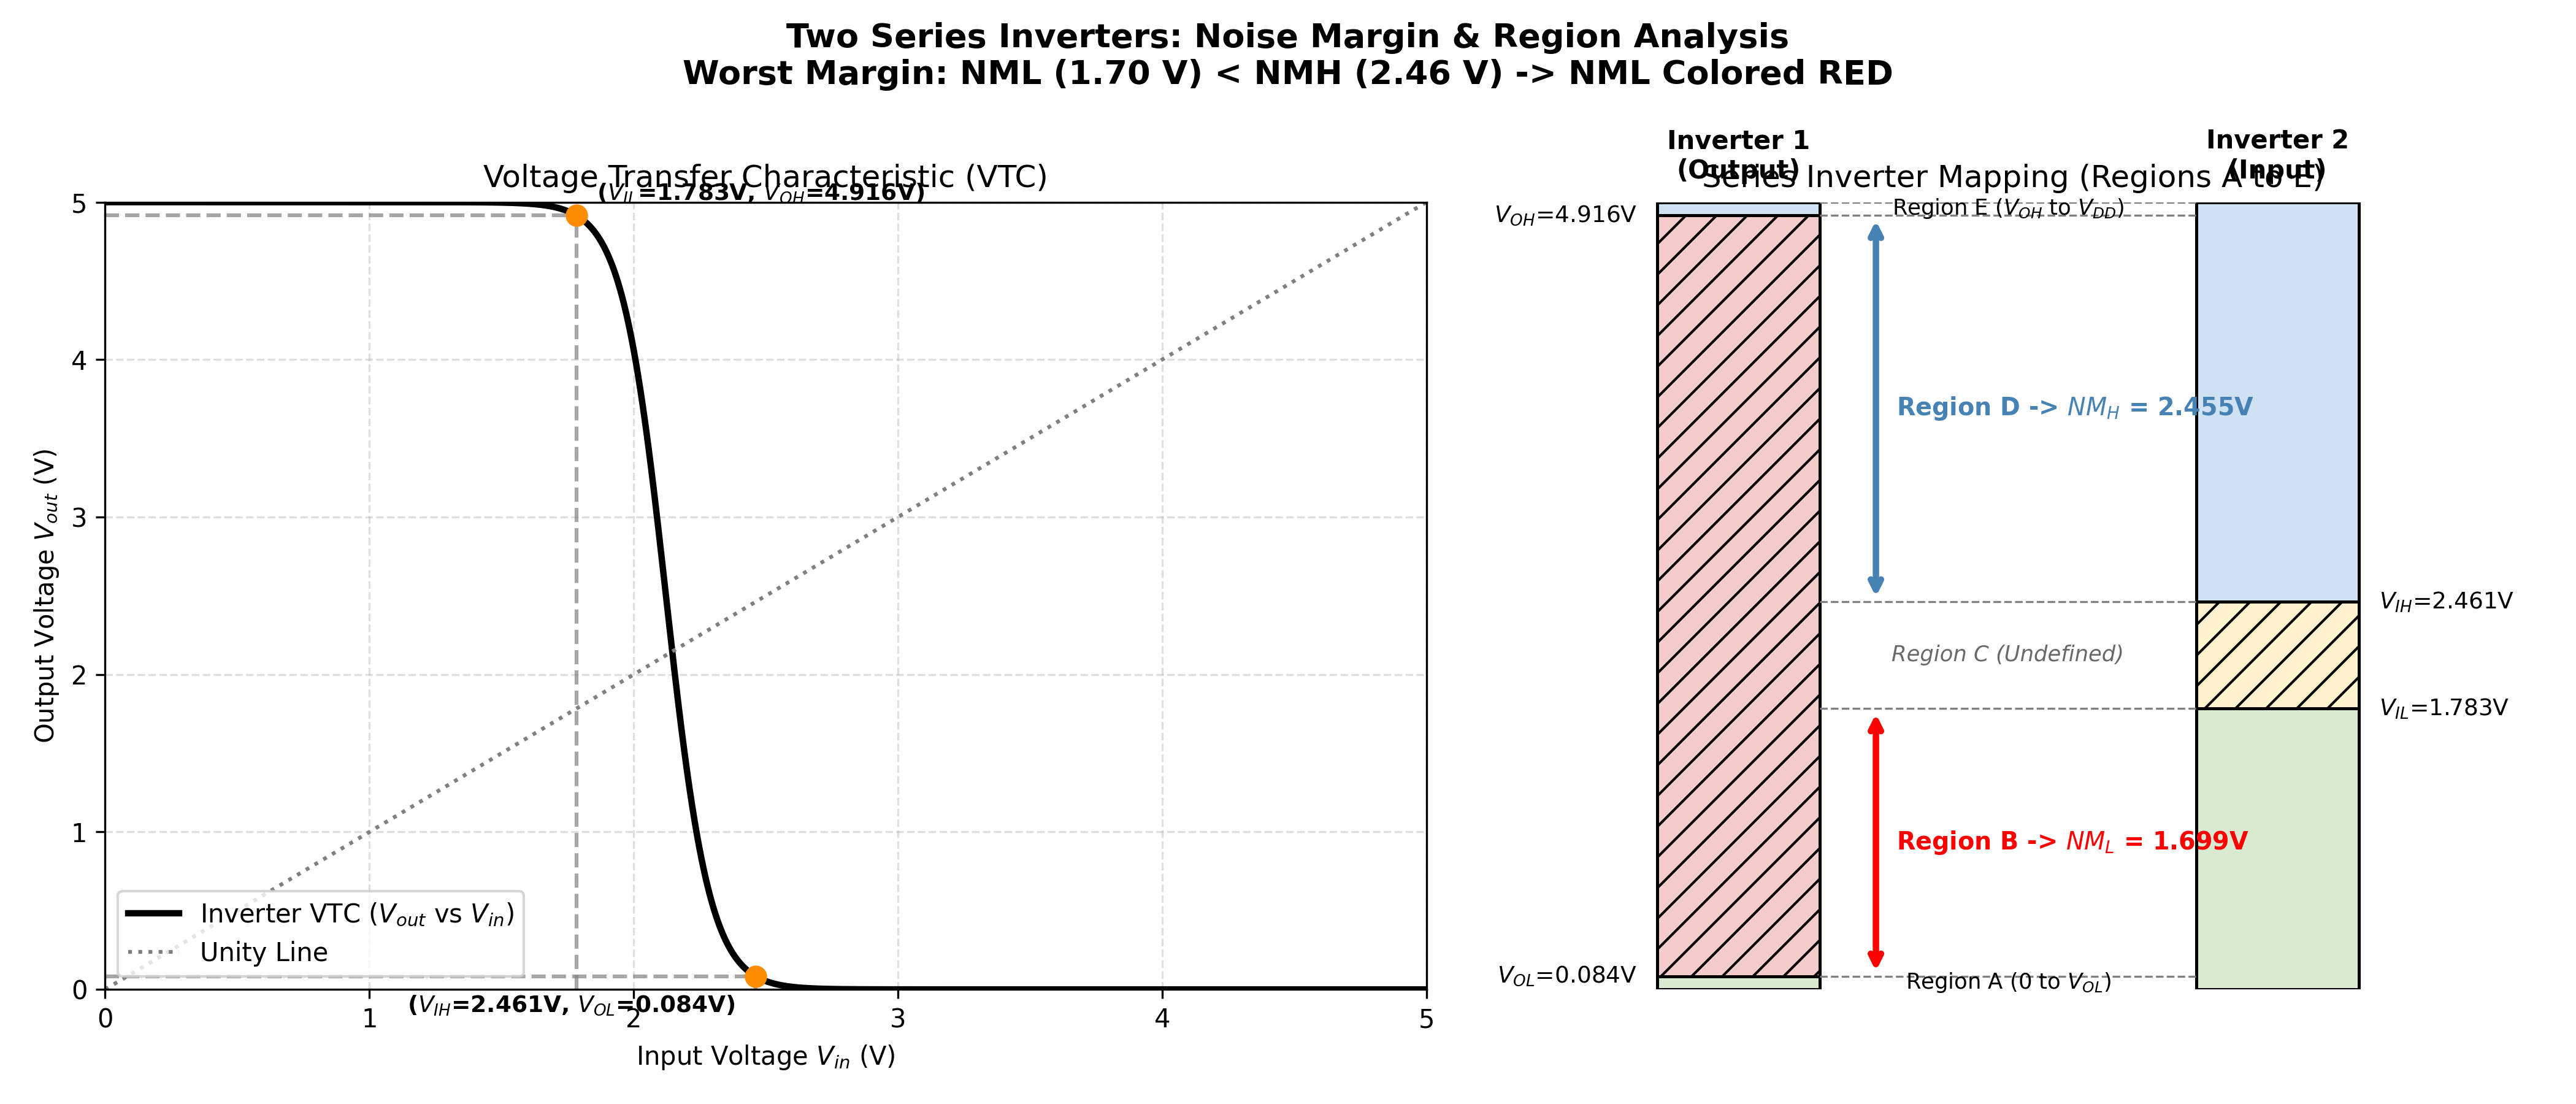 Two Series Inverters: Noise Margin & Region Analysis
Worst Margin: NML (1.70 V) < NMH (2.46 V) -> NML Colored RED
Voltage Transfer Characteristic (VTC)
(V_IL=1.783V, V_OH=4.916V)
5
4
3
2
1
0
Output Voltage V_out (V)
Inverter VTC (V_out vs V_in)
Unity Line
(V_IH=2.461V, V_OL=0.084V)
0
1
2
3
4
5
Input Voltage V_in (V)
Inverter 1
(Output)
Inverter 2
(Input)
Series Inverter Mapping (Regions A to E)
V_OH=4.916V
Region E (V_OH to V_DD)
Region D -> NM_H = 2.455V
V_IH=2.461V
Region C (Undefined)
V_IL=1.783V
Region B -> NM_L = 1.699V
V_OL=0.084V
Region A (0 to V_OL)